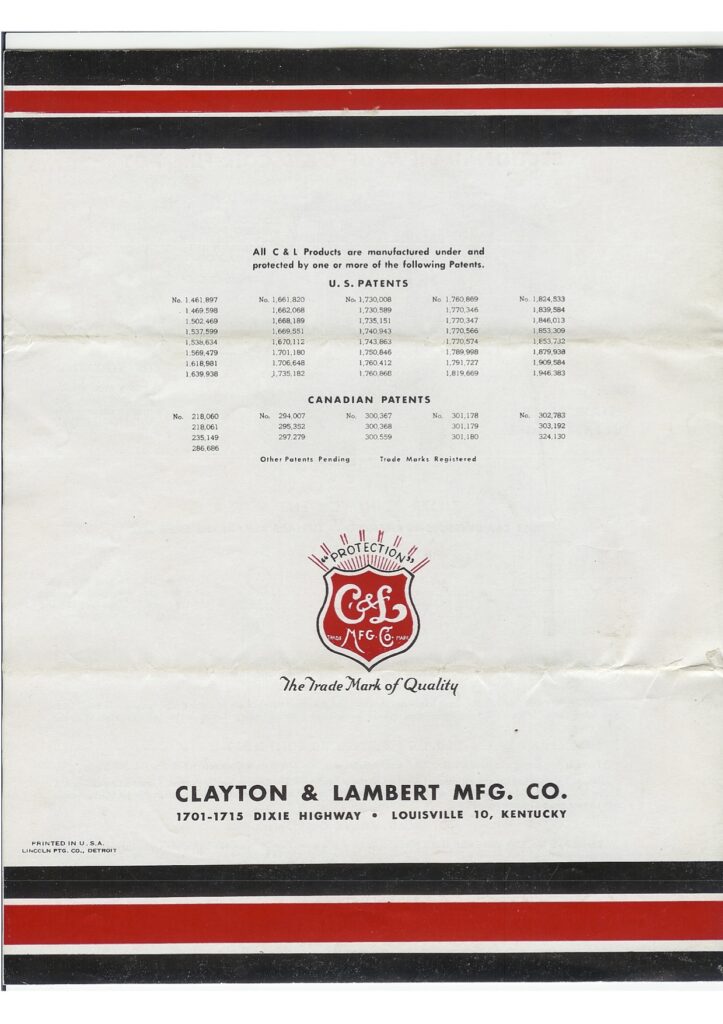 All C & L Products are manufactured under and
protected by one or more of the following Patents.
U. S. PATENTS
No. 1,461,897 No. 1,661,820 No. 1,730,008 No. 1,760,869 No. 1,824,533
1,469,598 1,662,068 1,730,589 1,770,346 1,839,584
1,502,469 1,668,189 1,735,151 1,770,347 1,846,013
1,537,599 1,669,551 1,740,943 1,770,566 1,853,309
1,538,634 1,670,112 1,743,863 1,770,574 1,853,732
1,569,479 1,701,180 1,750,846 1,789,998 1,879,938
1,618,981 1,706,648 1,760,412 1,791,727 1,909,584
1,639,938 1,735,182 1,760,868 1,819,669 1,946,383
CANADIAN PATENTS
No. 218,060 No. 294,007 No. 300,367 No. 301,178 No. 302,783
218,061 295,352 300,368 301,179 303,192
235,149 297,279 300,559 301,180 324,130
286,686
Other Patents Pending Trade Marks Registered
"PROTECTION"
C&L
TRADE MFG. CO. MARK
The Trade Mark of Quality
CLAYTON & LAMBERT MFG. CO.
1701-1715 DIXIE HIGHWAY • LOUISVILLE 10, KENTUCKY
PRINTED IN U. S. A.
LINCOLN PTG. CO., DETROIT